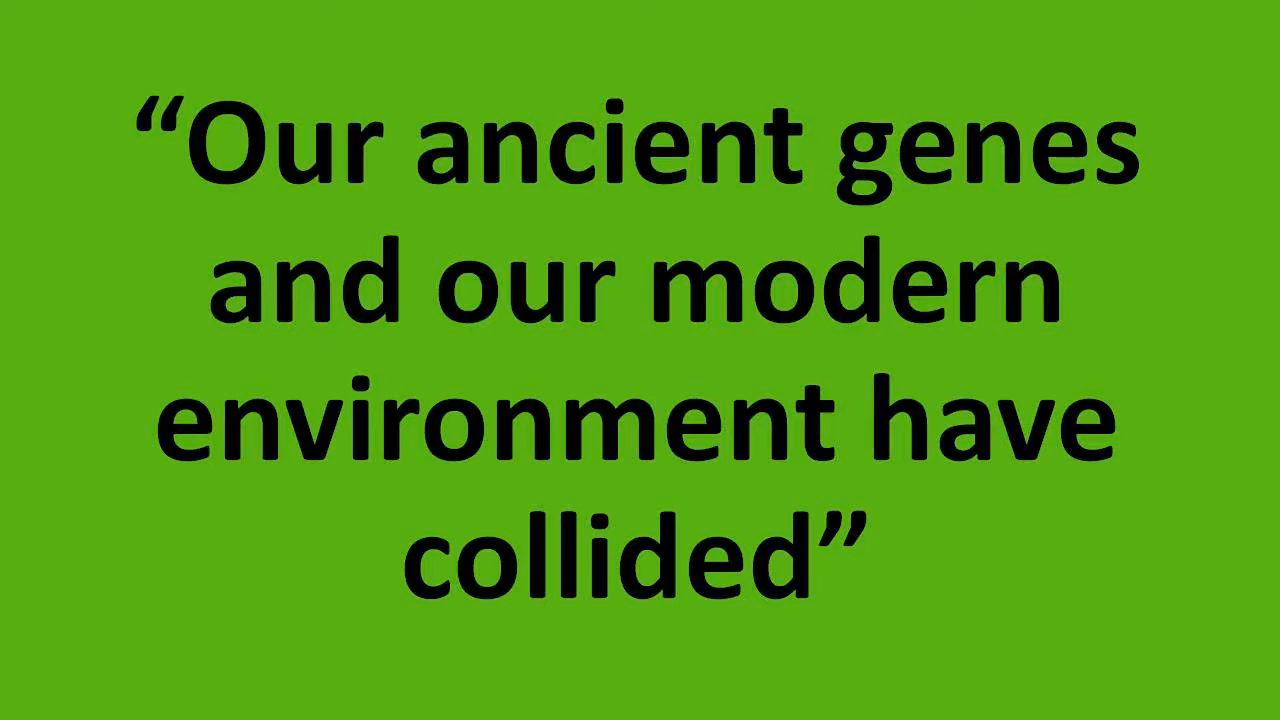 “Our ancient genes
and our modern
environment have
collided”